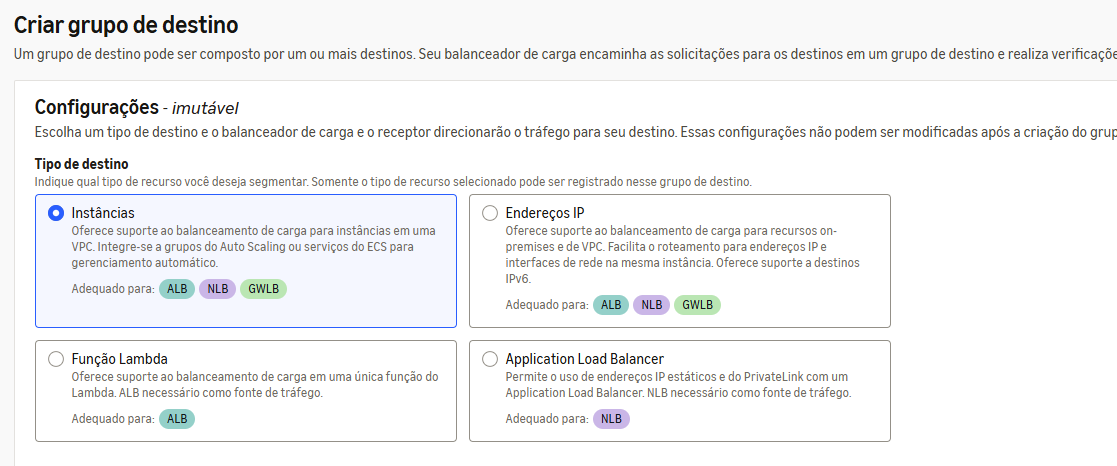 Criar grupo de destino
Um grupo de destino pode ser composto por um ou mais destinos. Seu balanceador de carga encaminha as solicitações para os destinos em um grupo de destino e realiza
Configurações - imutável
Escolha um tipo de destino e o balanceador de carga e o receptor direcionarão o tráfego para seu destino. Essas configurações não podem ser modificadas após a criação do
Tipo de destino
Indique qual tipo de recurso você deseja segmentar. Somente o tipo de recurso selecionado pode ser registrado nesse grupo de destino.
Instâncias
Oferece suporte ao balanceamento de carga para instâncias em uma
VPC. Integre-se a grupos do Auto Scaling ou serviços do ECS para
gerenciamento automático.
Adequado para: ALB NLB GWLB
Endereços IP
Oferece suporte ao balanceamento de carga para recursos on-
premises e de VPC. Facilita o roteamento para endereços IP e
interfaces de rede na mesma instância. Oferece suporte a destinos
IPv6.
Adequado para: ALB NLB GWLB
Função Lambda
Oferece suporte ao balanceamento de carga em uma única função do
Lambda. ALB necessário como fonte de tráfego.
Adequado para: ALB
Application Load Balancer
Permite o uso de endereços IP estáticos e do PrivateLink com um
Application Load Balancer. NLB necessário como fonte de tráfego.
Adequado para: NLB